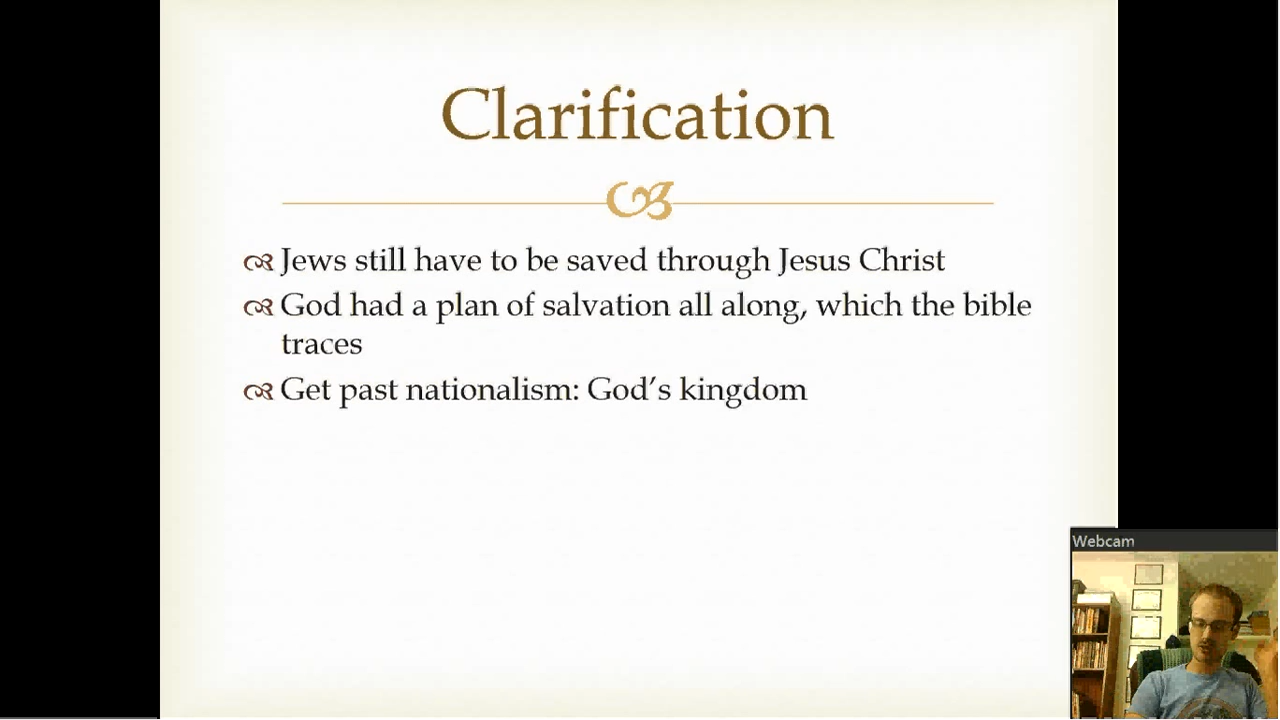 Clarification
Jews still have to be saved through Jesus Christ
God had a plan of salvation all along, which the bible
traces
Get past nationalism: God's kingdom
Webcam